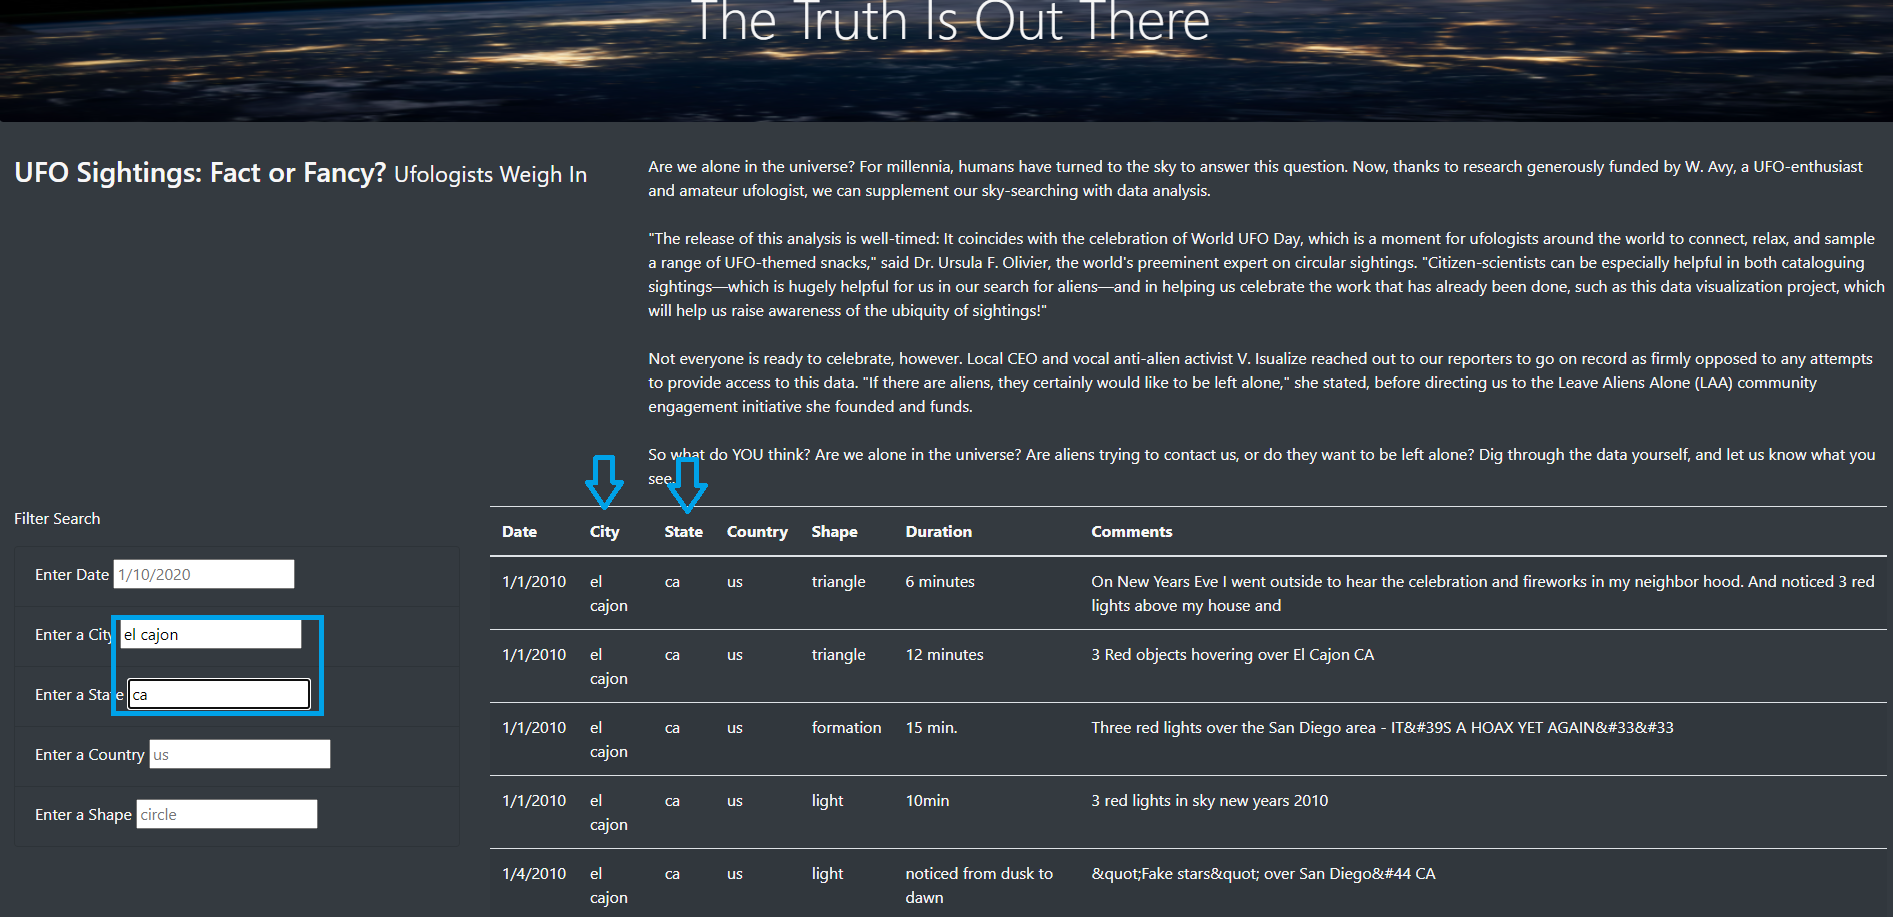 The Truth Is Out There
UFO Sightings: Fact or Fancy? Ufologists Weigh In
Are we alone in the universe? For millennia, humans have turned to the sky to answer this question. Now, thanks to research generously funded by W. Avy, a UFO-enthusiast
and amateur ufologist, we can supplement our sky-searching with data analysis.
"The release of this analysis is well-timed: It coincides with the celebration of World UFO Day, which is a moment for ufologists around the world to connect, relax, and sample
a range of UFO-themed snacks," said Dr. Ursula F. Olivier, the world's preeminent expert on circular sightings. "Citizen-scientists can be especially helpful in both cataloguing
sightings—which is hugely helpful for us in our search for aliens—and in helping us celebrate the work that has already been done, such as this data visualization project, which
will help us raise awareness of the ubiquity of sightings!"
Not everyone is ready to celebrate, however. Local CEO and vocal anti-alien activist V. Isualize reached out to our reporters to go on record as firmly opposed to any attempts
to provide access to this data. "If there are aliens, they certainly would like to be left alone," she stated, before directing us to the Leave Aliens Alone (LAA) community
engagement initiative she founded and funds.
So what do YOU think? Are we alone in the universe? Are aliens trying to contact us, or do they want to be left alone? Dig through the data yourself, and let us know what you
see.
Filter Search
Enter Date 1/10/2020
Enter a City el cajon
Enter a State ca
Enter a Country us
Enter a Shape circle
Date City State Country Shape Duration Comments
1/1/2010 el ca us triangle 6 minutes On New Years Eve I went outside to hear the celebration and fireworks in my neighbor hood. And noticed 3 red
cajon lights above my house and
1/1/2010 el ca us triangle 12 minutes 3 Red objects hovering over El Cajon CA
cajon
1/1/2010 el ca us formation 15 min. Three red lights over the San Diego area - IT&#39S A HOAX YET AGAIN&#33&#33
cajon
1/1/2010 el ca us light 10min 3 red lights in sky new years 2010
cajon
1/4/2010 el ca us light noticed from dusk to &quot;Fake stars&quot; over San Diego&#44 CA
cajon dawn